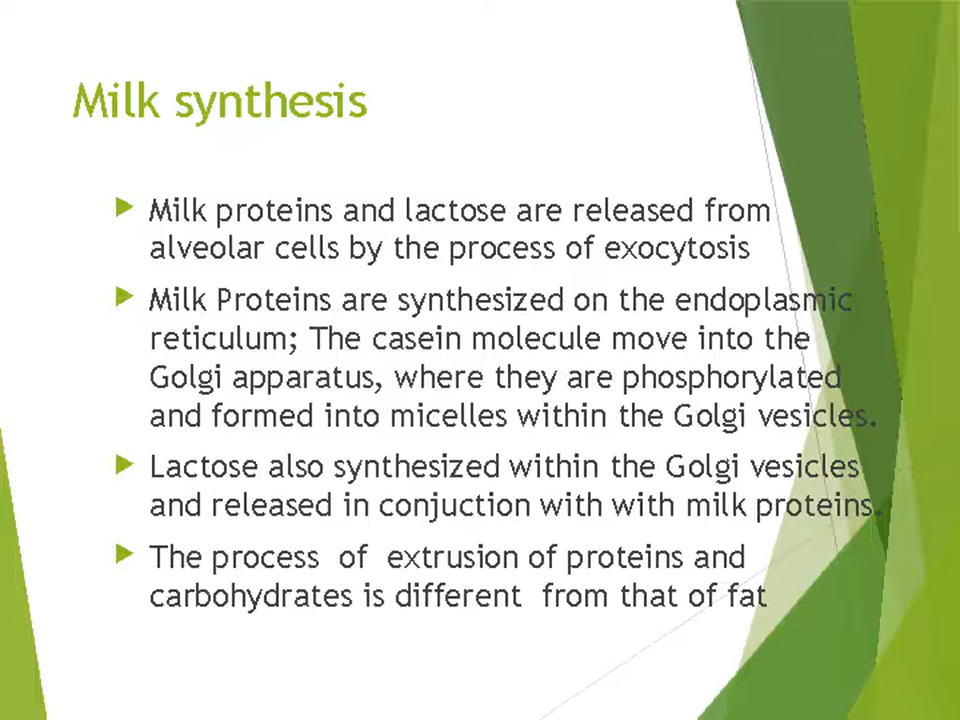 Milk synthesis
Milk proteins and lactose are released from
alveolar cells by the process of exocytosis
Milk Proteins are synthesized on the endoplasmic
reticulum; The casein molecule move into the
Golgi apparatus, where they are phosphorylated
and formed into micelles within the Golgi vesicles.
Lactose also synthesized within the Golgi vesicles
and released in conjuction with with milk proteins.
The process of extrusion of proteins and
carbohydrates is different from that of fat